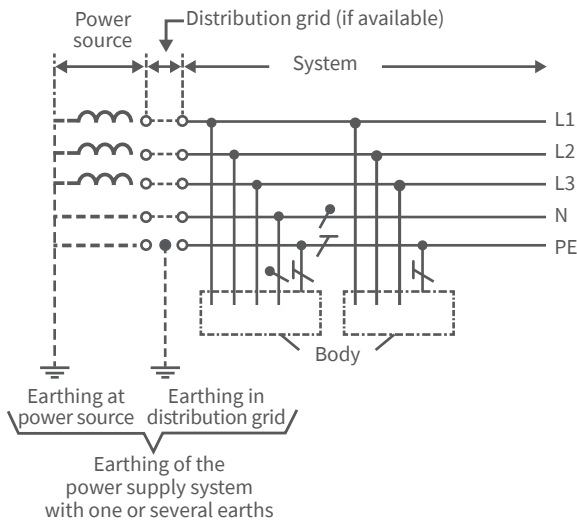 Power
source
Distribution grid (if available)
System
L1
L2
L3
N
PE
Body
Earthing at
power source
Earthing in
distribution grid
Earthing of the
power supply system
with one or several earths